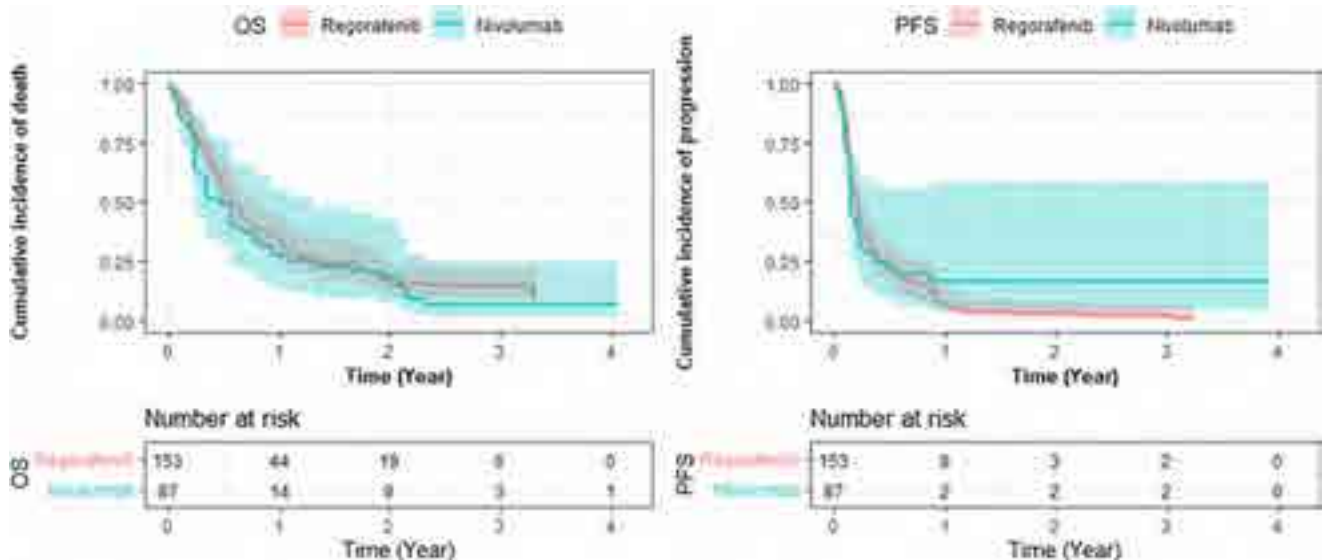 OS Regorafenib Nivolumab
Cumulative incidence of death
1.00
0.75
0.50
0.25
0.00
0 1 2 3 4
Time (Year)
Number at risk
OS
Regorafenib 153 44 19 0
Nivolumab 14 3 1
0 1 2 3 4
Time (Year)
PFS Regorafenib Nivolumab
Cumulative incidence of progression
1.00
0.75
0.50
0.25
0.00
0 1 2 3 4
Time (Year)
Number at risk
PFS
Regorafenib 153 3 2 0
Nivolumab 2 2 2 0
0 1 2 3 4
Time (Year)